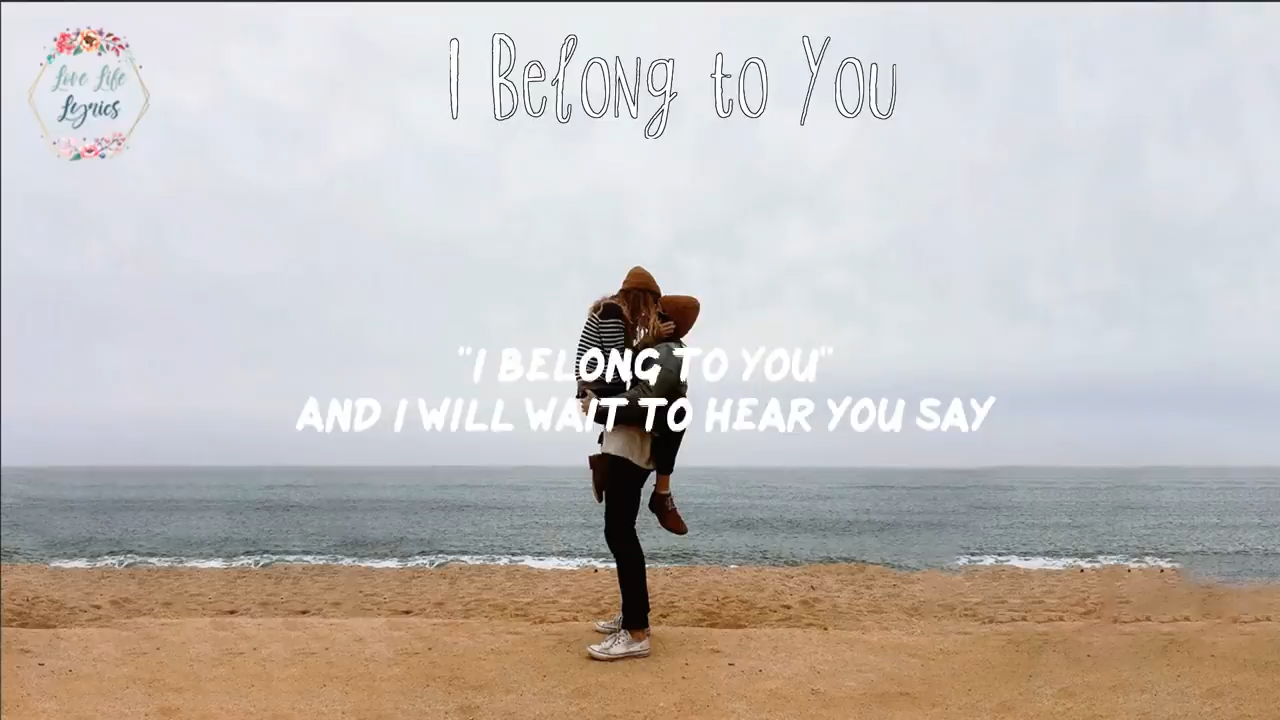 I Belong to You
Love Life
Lyrics
"I BELONG TO YOU"
AND I WILL WAIT TO HEAR YOU SAY